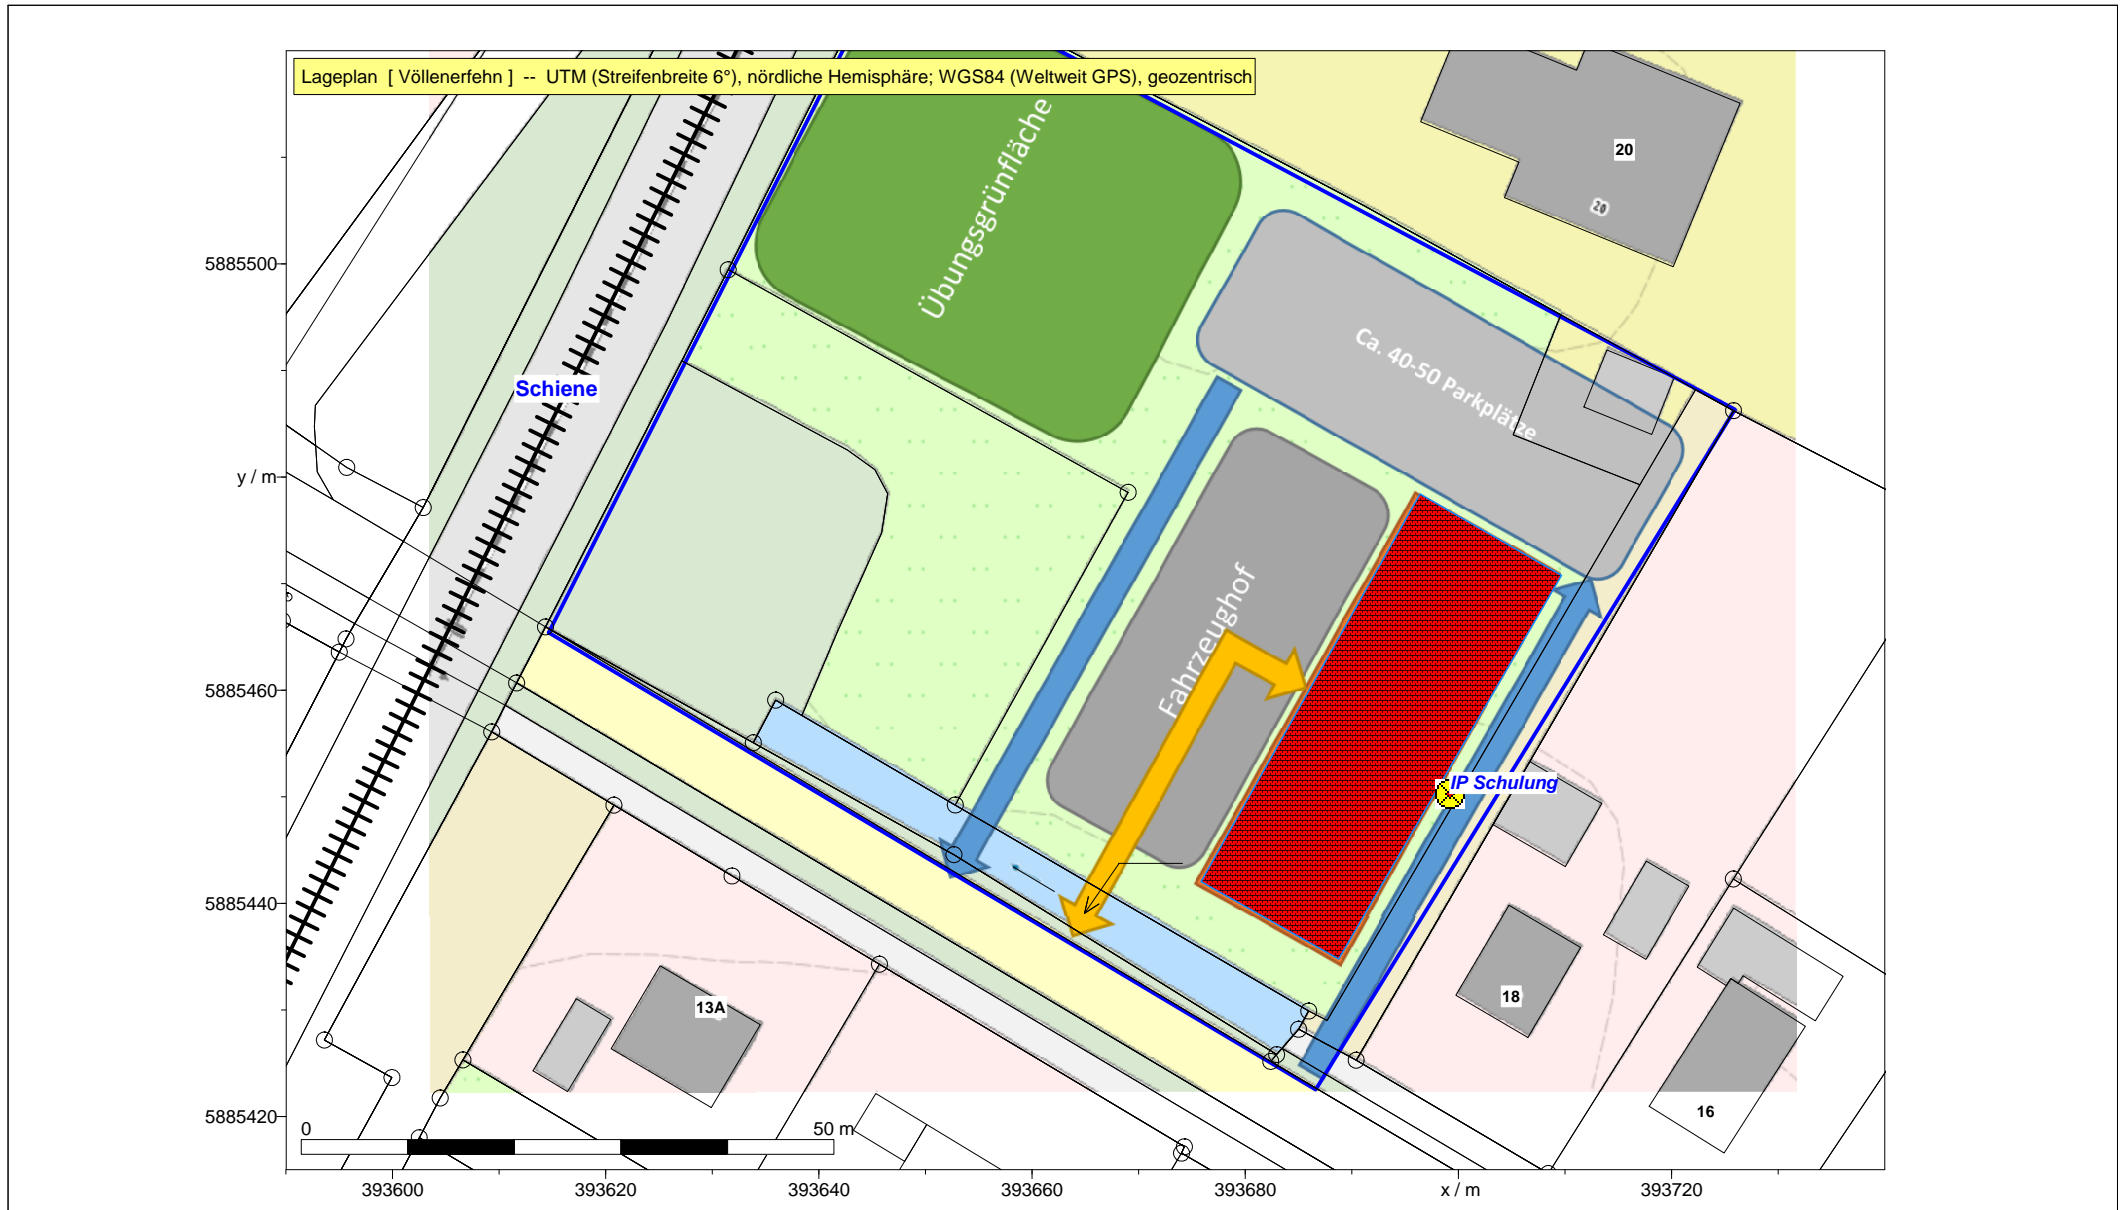 Lageplan [ Völlenerfehn ] -- UTM (Streifenbreite 6°), nördliche Hemisphäre; WGS84 (Weltweit GPS), geozentrisch
Übungsgrünfläche
20
20
5885500
Ca. 40-50 Parkplätze
Schiene
y / m
Fahrzeughof
5885460
IP Schulung
5885440
18
13A
16
5885420
0 50 m
393600 393620 393640 393660 393680 x / m 393720